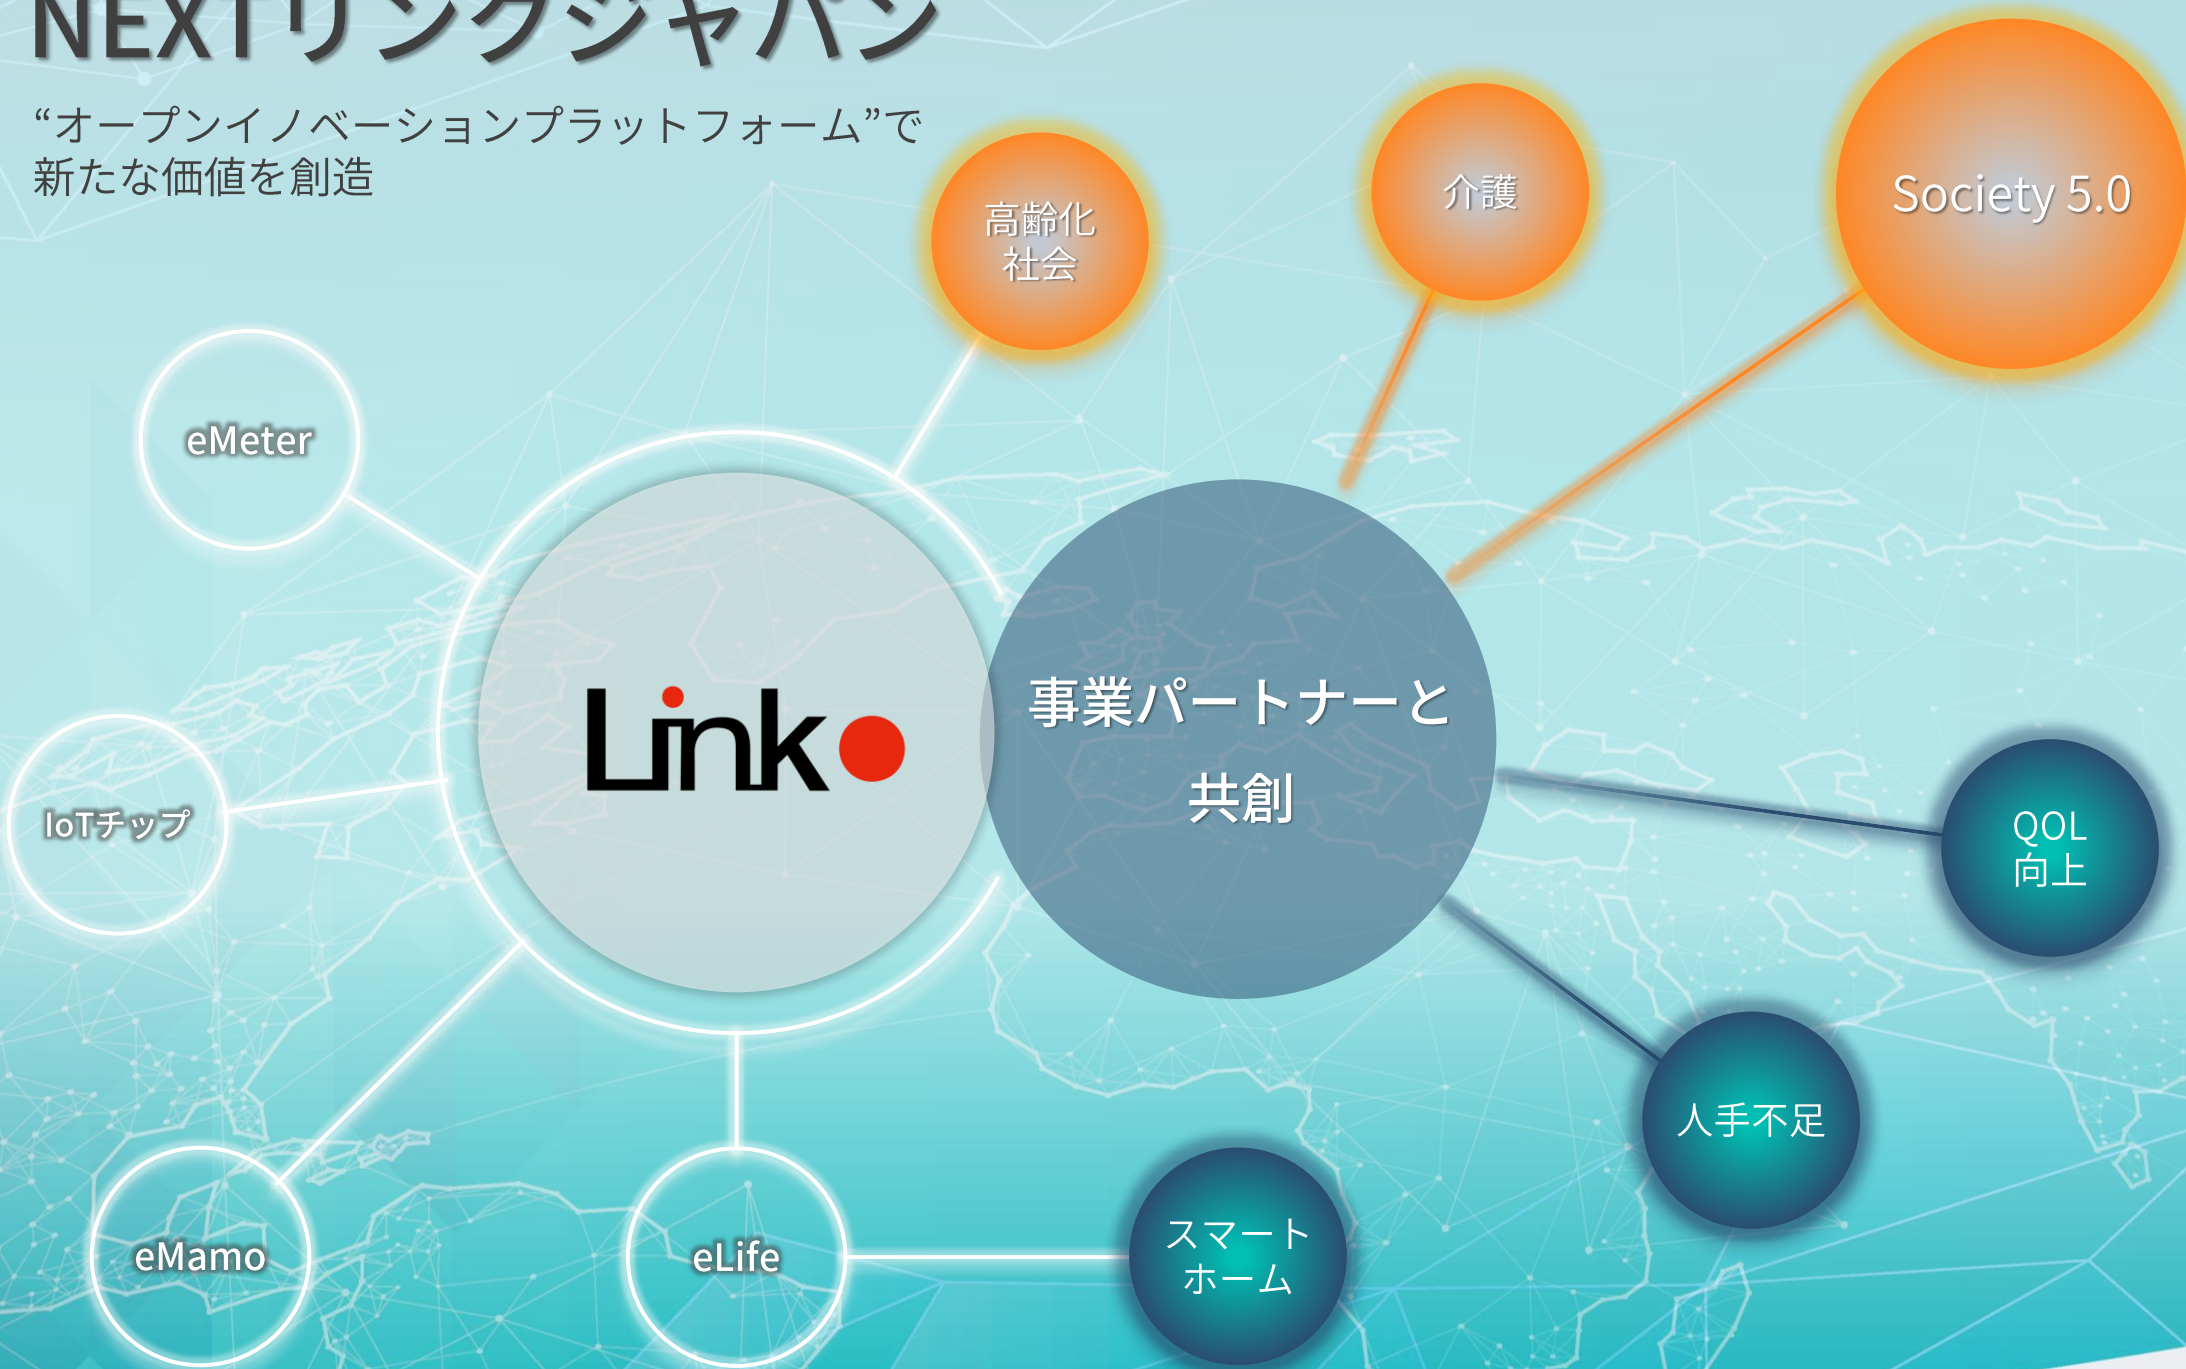 NEXTリンクジャパン
“オープンイノベーションプラットフォーム”で
新たな価値を創造
高齢化
社会
介護
Society 5.0
eMeter
Link
事業パートナーと
共創
IoTチップ
QOL
向上
人手不足
eMamo
eLife
スマート
ホーム